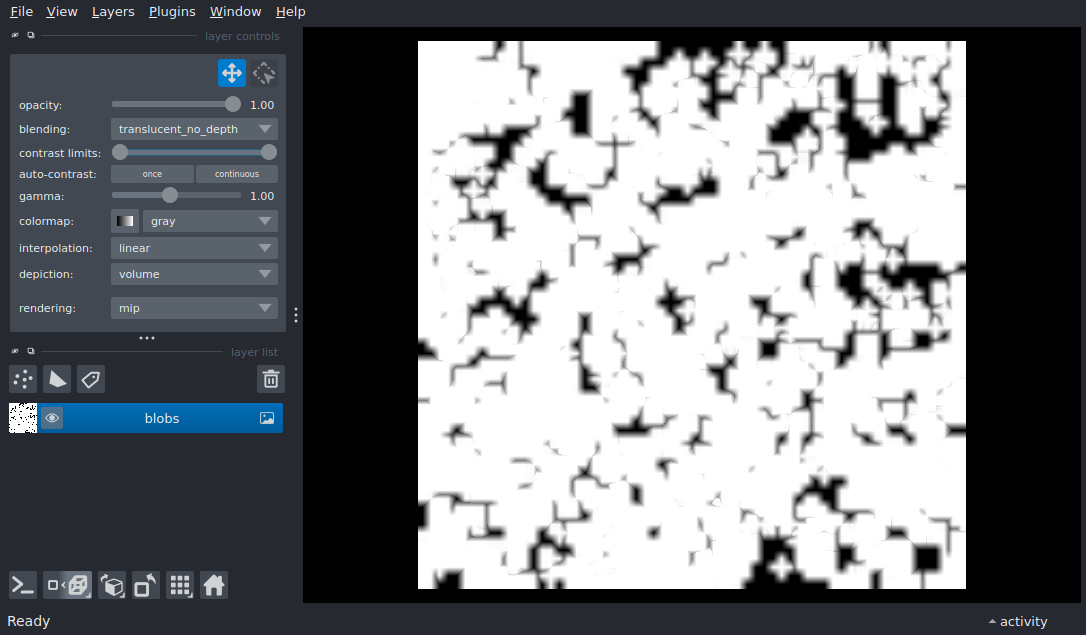 File View Layers Plugins Window Help
layer controls
opacity: 1.00
blending: translucent_no_depth
contrast limits:
auto-contrast: once continuous
gamma: 1.00
colormap: gray
interpolation: linear
depiction: volume
rendering: mip
layer list
blobs
Ready
activity